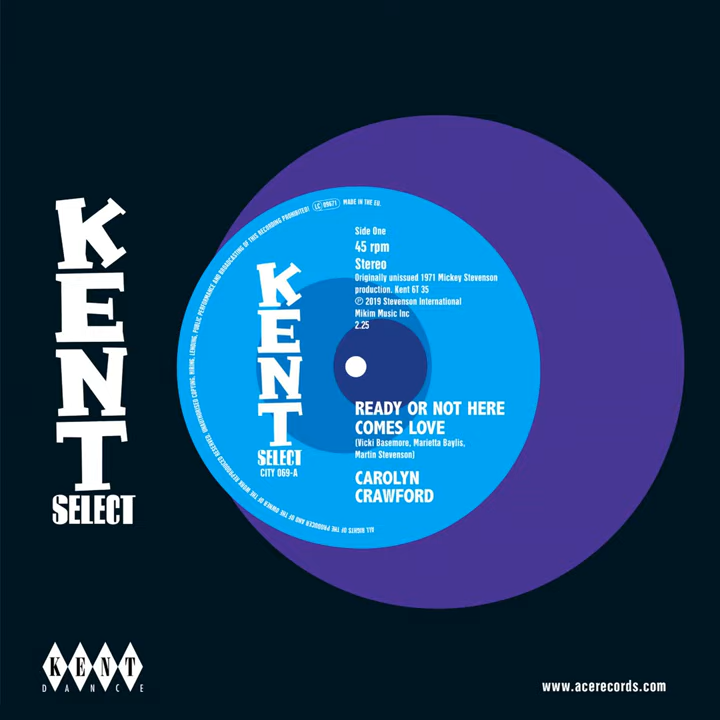 KENT
SELECT
ALL RIGHTS OF THE PRODUCER AND OF THE OWNER OF THE WORK REPRODUCED RESERVED. UNAUTHORISED COPYING, HIRING, LENDING, PUBLIC PERFORMANCE AND BROADCASTING OF THIS RECORDING PROHIBITED!
LC 09671
MADE IN THE EU.
Side One
45 rpm
Stereo
Originally unissued 1971 Mickey Stevenson
production. Kent 6T 35
℗ 2019 Stevenson International
Mikim Music Inc
2.25
KENT
SELECT
CITY 069-A
READY OR NOT HERE
COMES LOVE
(Vicki Basemore, Marietta Baylis,
Martin Stevenson)
CAROLYN
CRAWFORD
KENT
DANCE
www.acerecords.com